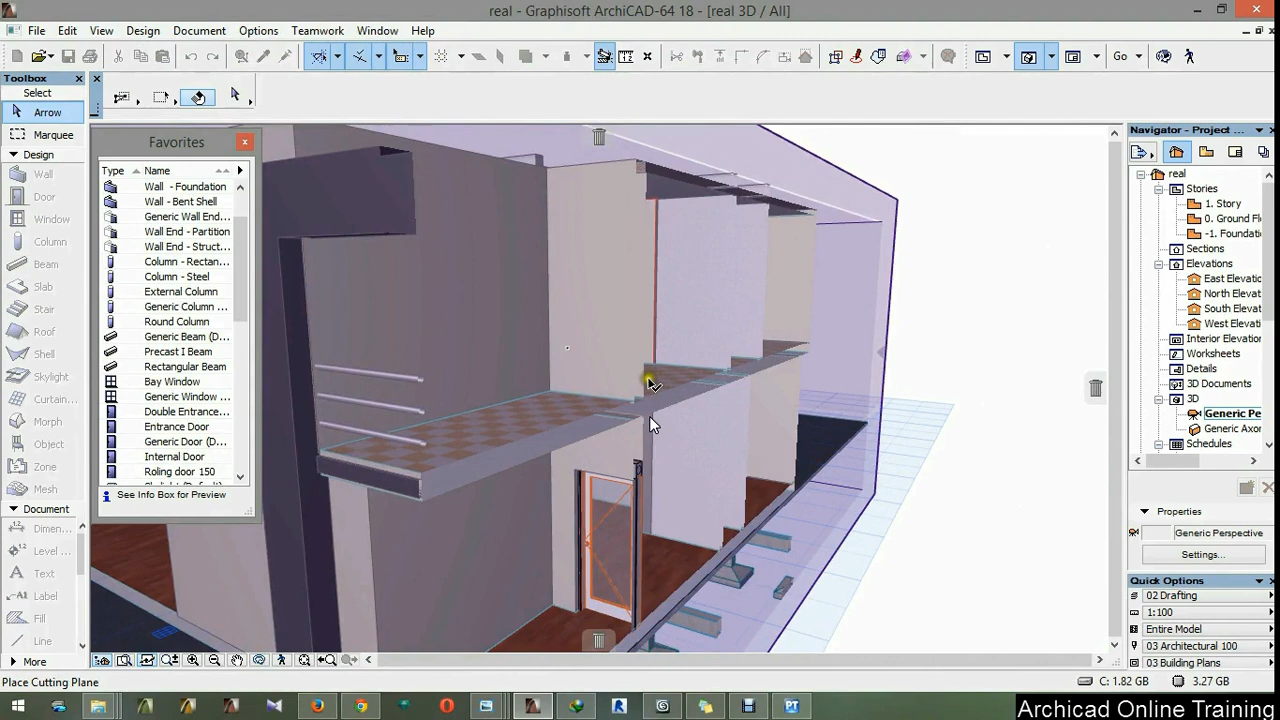 real - Graphisoft ArchiCAD-64 18 - [real 3D / All]
File Edit View Design Document Options Teamwork Window Help
Go
Toolbox
Select
Arrow
Marquee
Design
Wall
Door
Window
Column
Beam
Slab
Stair
Roof
Shell
Skylight
Curtain...
Morph
Object
Zone
Mesh
Document
Dimen...
Level ...
Text
Label
Fill
Line
More
Favorites
Type Name
Wall - Foundation
Wall - Bent Shell
Generic Wall End...
Wall End - Partition
Wall End - Struct...
Column - Rectan...
Column - Steel
External Column
Generic Column ...
Round Column
Generic Beam (D...
Precast I Beam
Rectangular Beam
Bay Window
Generic Window ...
Double Entrance...
Entrance Door
Generic Door (D...
Internal Door
Roling door 150
See Info Box for Preview
Navigator - Project ...
real
Stories
1. Story
0. Ground Fl
-1. Foundati
Sections
Elevations
East Elevati
North Elevat
South Elevat
West Elevati
Interior Elevatio
Worksheets
Details
3D Documents
3D
Generic Pe
Generic Axor
Schedules
Properties
Generic Perspective
Settings...
Quick Options
02 Drafting
1:100
Entire Model
03 Architectural 100
03 Building Plans
Place Cutting Plane
C: 1.82 GB
3.27 GB
Archicad Online Training